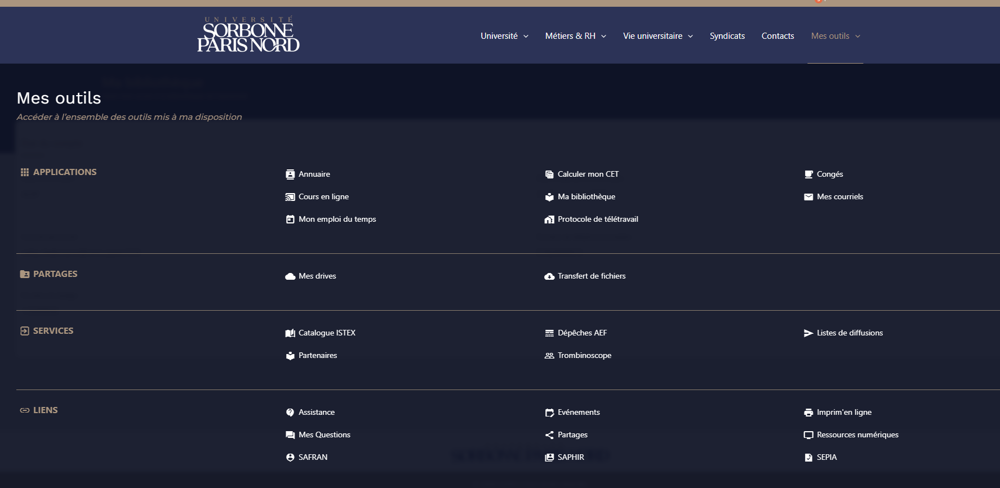 UNIVERSITÉ
SORBONNE
PARIS NORD
Université
Métiers & RH
Vie universitaire
Syndicats
Contacts
Mes outils
Mes outils
Accéder à l'ensemble des outils mis à ma disposition
APPLICATIONS
Annuaire
Calculer mon CET
Congés
Cours en ligne
Ma bibliothèque
Mes courriels
Mon emploi du temps
Protocole de télétravail
PARTAGES
Mes drives
Transfert de fichiers
SERVICES
Catalogue ISTEX
Dépêches AEF
Listes de diffusions
Partenaires
Trombinoscope
LIENS
Assistance
Evénements
Imprim'en ligne
Mes Questions
Partages
Ressources numériques
SAFRAN
SAPHIR
SEPIA